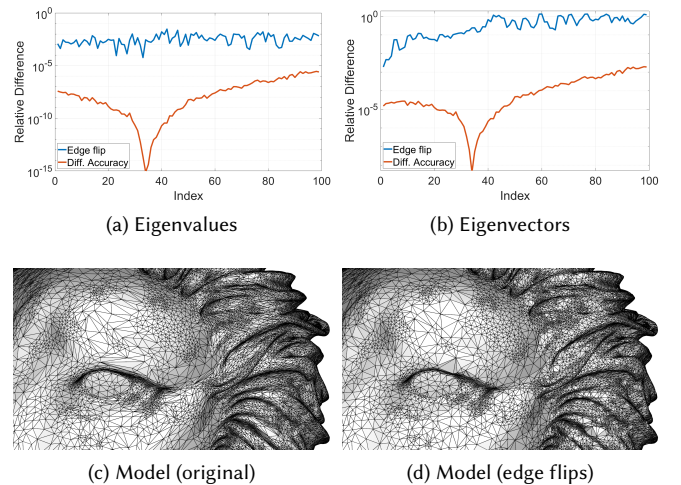 10^0
10^-5
10^-10
10^-15
Relative Difference
Edge flip
Diff. Accuracy
0 20 40 60 80 100
Index
(a) Eigenvalues
10^0
10^-5
Relative Difference
Edge flip
Diff. Accuracy
0 20 40 60 80 100
Index
(b) Eigenvectors
(c) Model (original)
(d) Model (edge flips)